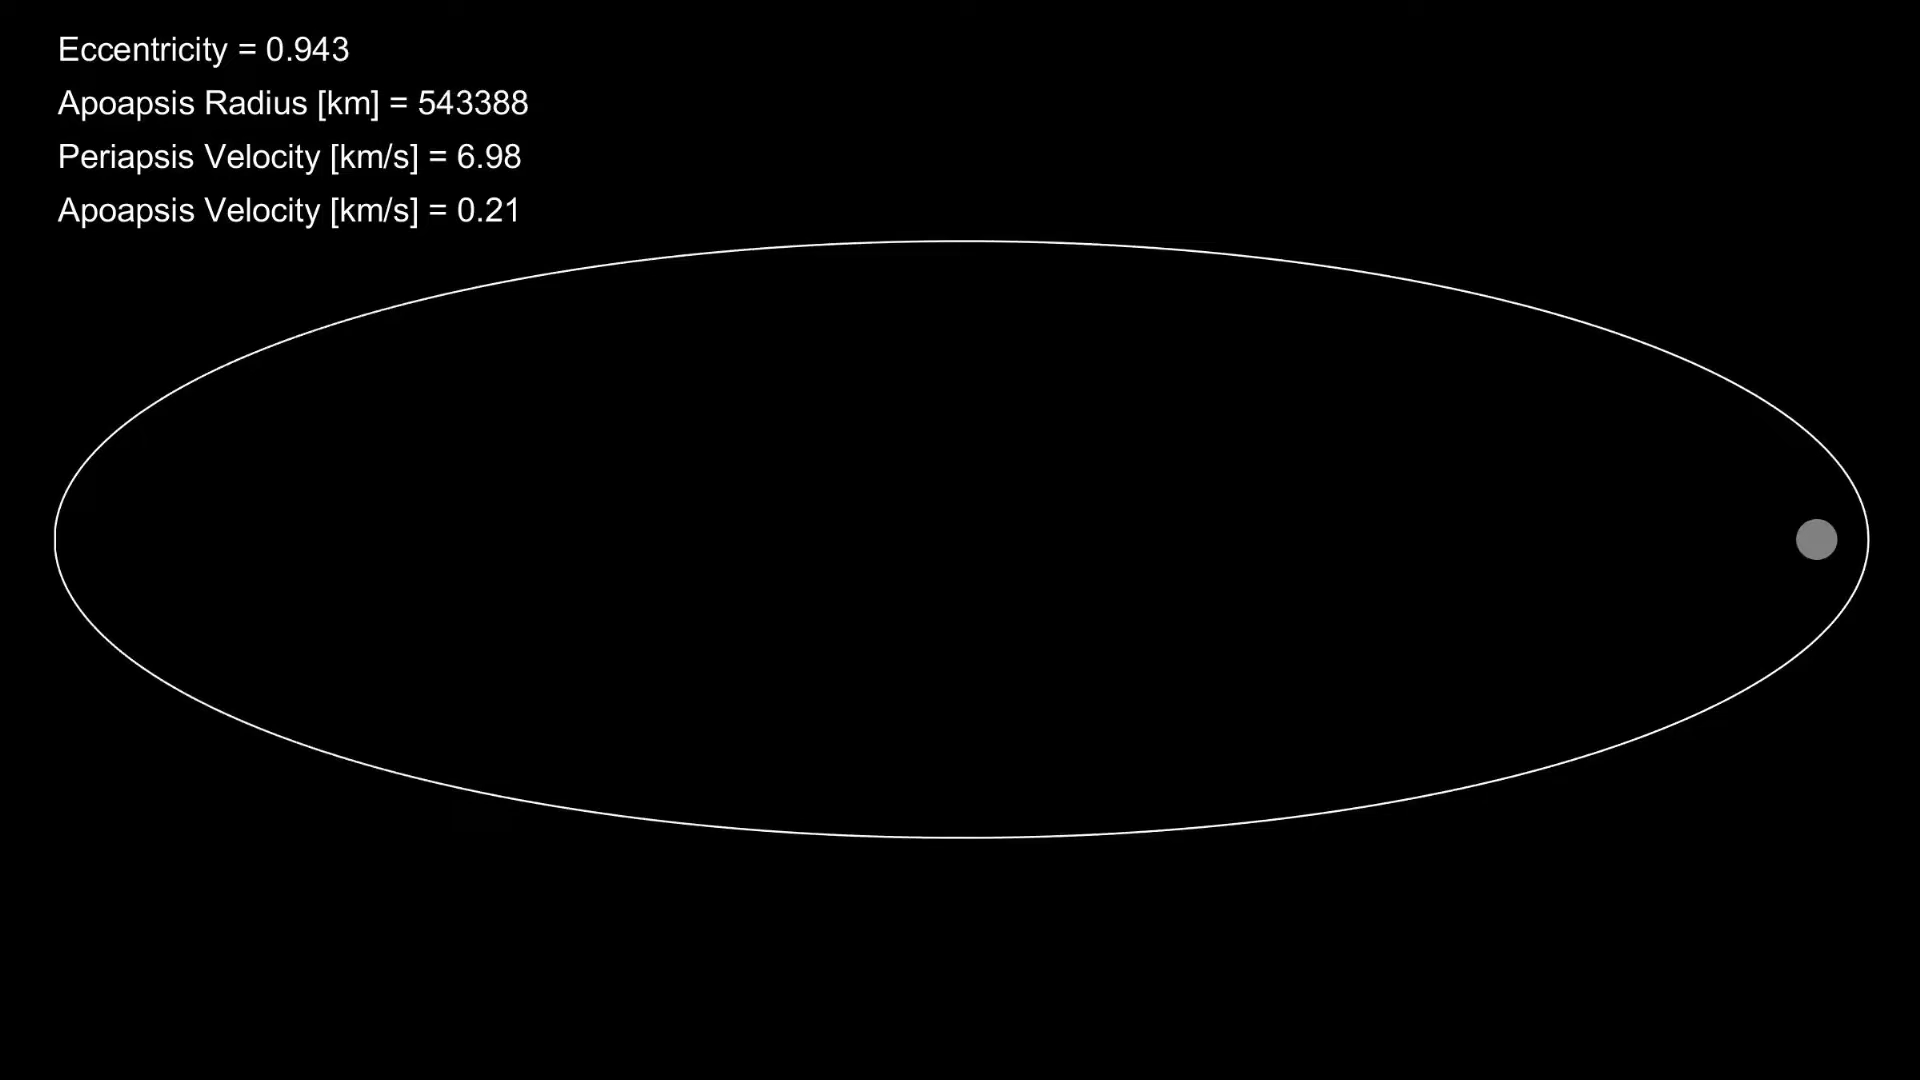 Eccentricity = 0.943
Apoapsis Radius [km] = 543388
Periapsis Velocity [km/s] = 6.98
Apoapsis Velocity [km/s] = 0.21